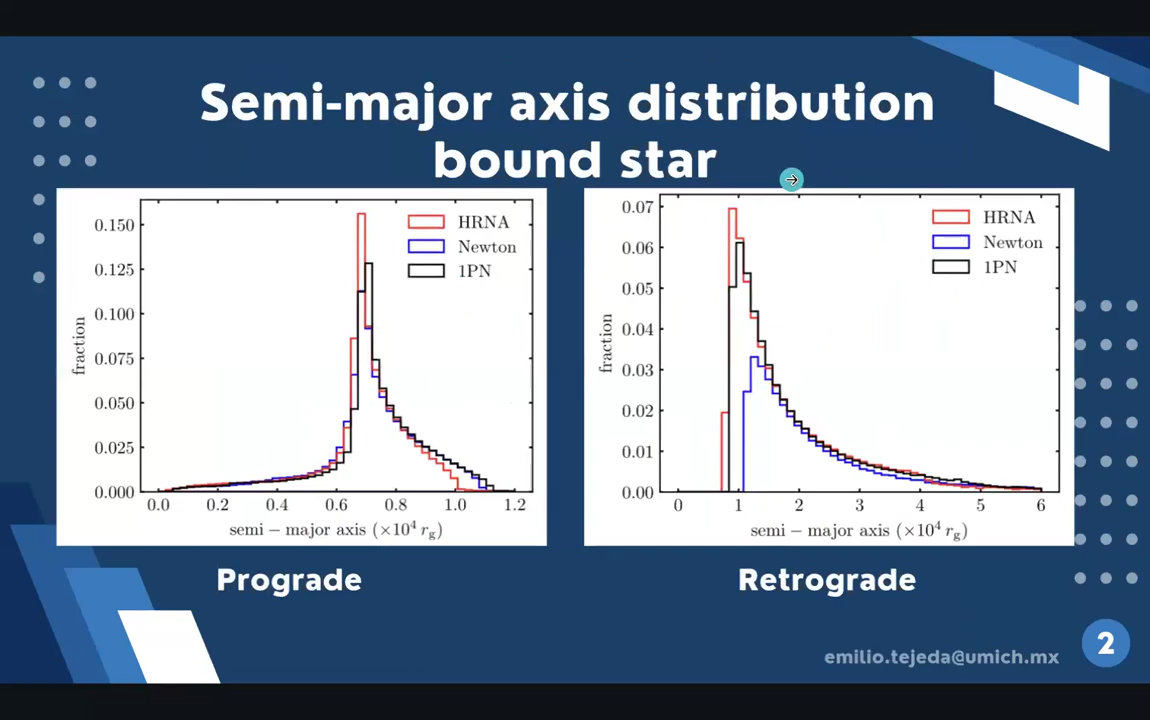 Semi-major axis distribution
bound star
HRNA
Newton
1PN
0.150
0.125
0.100
0.075
0.050
0.025
0.000
fraction
0.0 0.2 0.4 0.6 0.8 1.0 1.2
semi − major axis (×10⁴ r_g)
HRNA
Newton
1PN
0.07
0.06
0.05
0.04
0.03
0.02
0.01
0.00
fraction
0 1 2 3 4 5 6
semi − major axis (×10⁴ r_g)
Prograde
Retrograde
emilio.tejeda@umich.mx
2